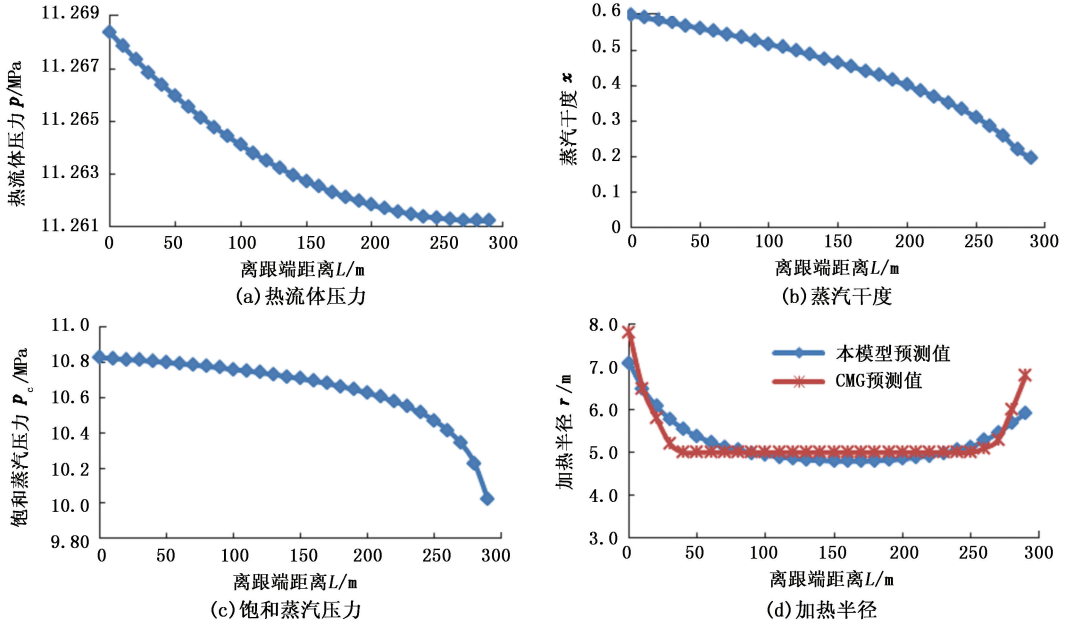 热流体压力 p/MPa
11.269
11.267
11.265
11.263
11.261
0 50 100 150 200 250 300
离跟端距离L/m
(a)热流体压力
蒸汽干度 x
0.6
0.5
0.4
0.3
0.2
0.1
0
0 50 100 150 200 250 300
离跟端距离L/m
(b)蒸汽干度
饱和蒸汽压力 pc/MPa
11.0
10.8
10.6
10.4
10.2
10.0
9.80
0 50 100 150 200 250 300
离跟端距离L/m
(c)饱和蒸汽压力
加热半径 r/m
8.0
7.0
6.0
5.0
4.0
3.0
本模型预测值
CMG预测值
0 50 100 150 200 250 300
离跟端距离L/m
(d)加热半径